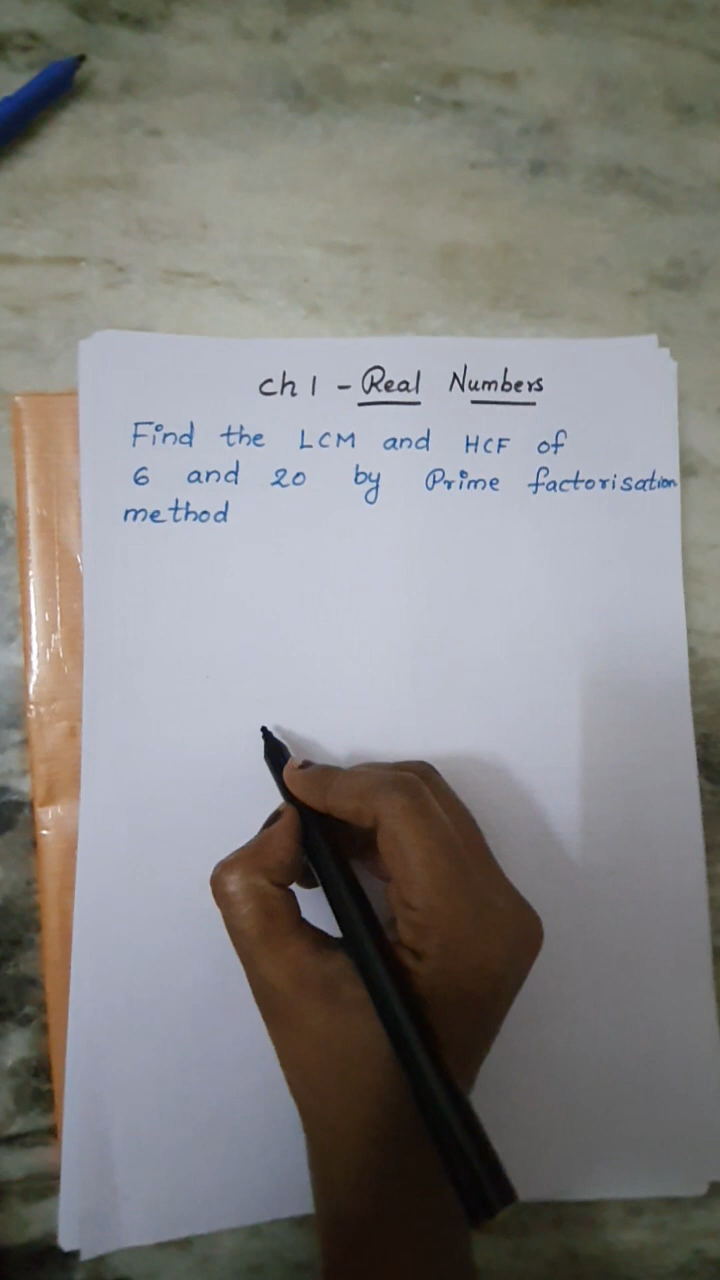 Ch 1 - Real Numbers
Find the LCM and HCF of
6 and 20 by Prime factorisation
method